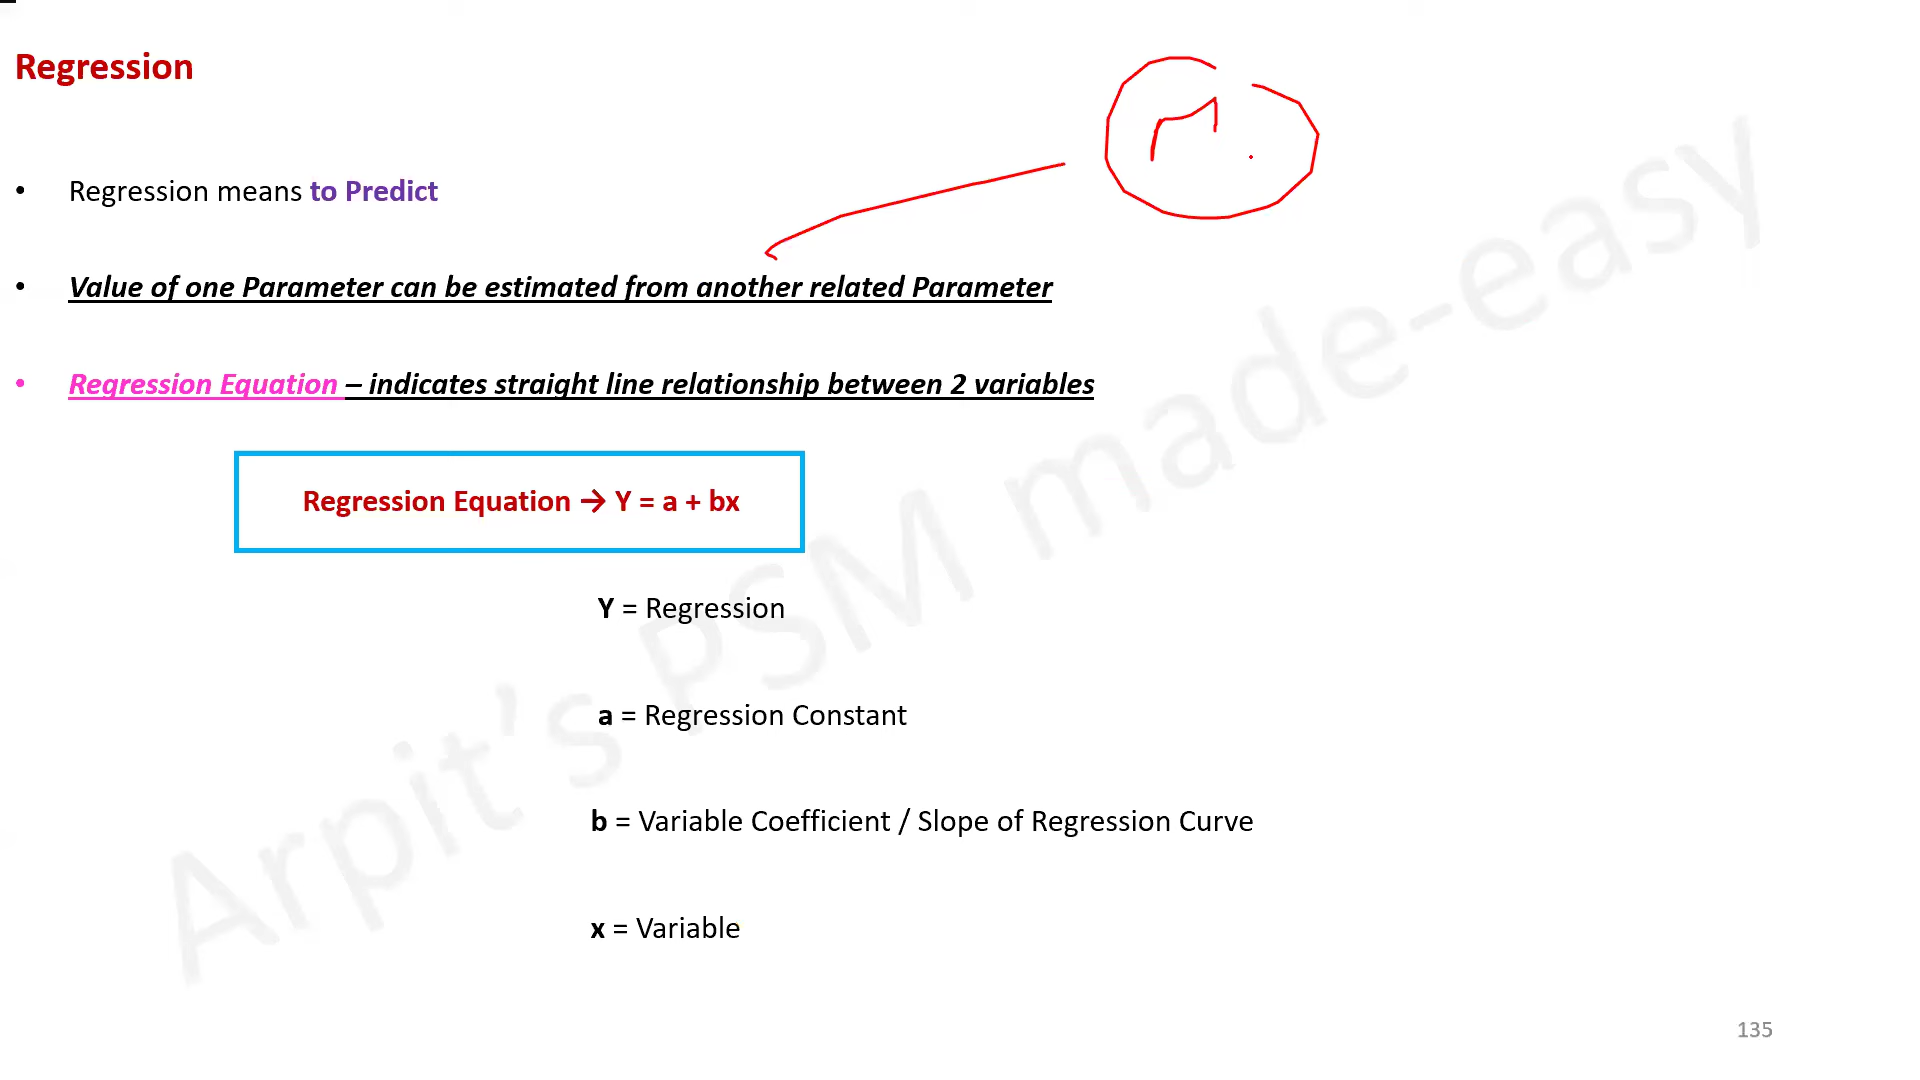 Regression
• Regression means to Predict
• Value of one Parameter can be estimated from another related Parameter
• Regression Equation – indicates straight line relationship between 2 variables
Regression Equation → Y = a + bx
Y = Regression
a = Regression Constant
b = Variable Coefficient / Slope of Regression Curve
x = Variable
Arpit's PSM made-easy
135